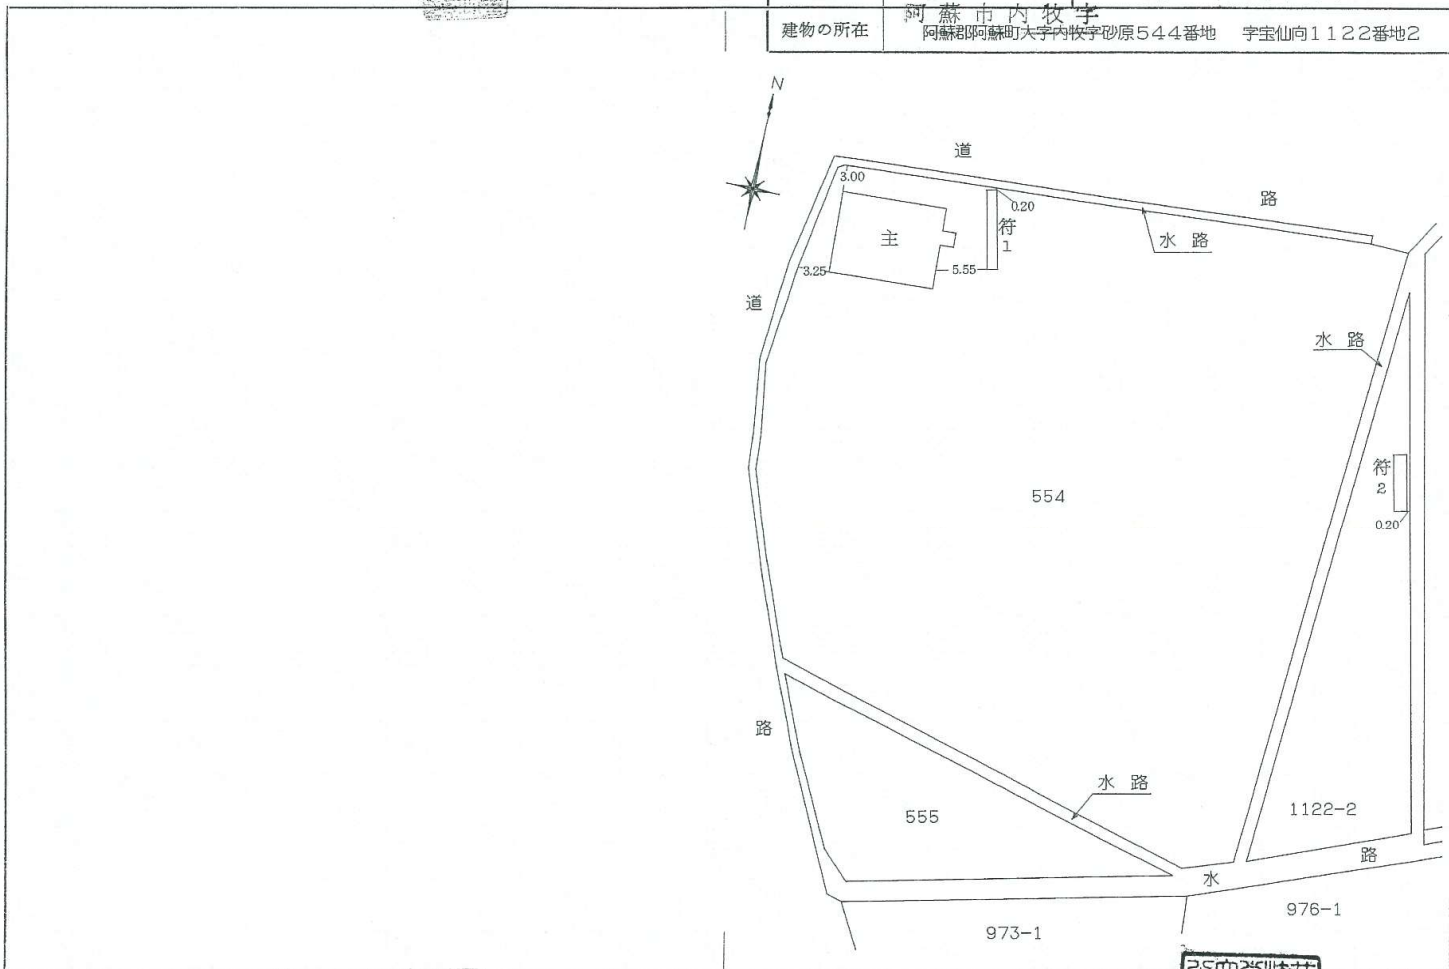 阿蘇市内牧字
建物の所在
阿蘇郡阿蘇町大字内牧字砂原544番地 字宝仙向1122番地2
N
道
3.00
0.20
路
符
1
主
水路
3.25
5.55
道
水路
符
2
554
0.20
路
水路
555
1122-2
路
水
976-1
973-1